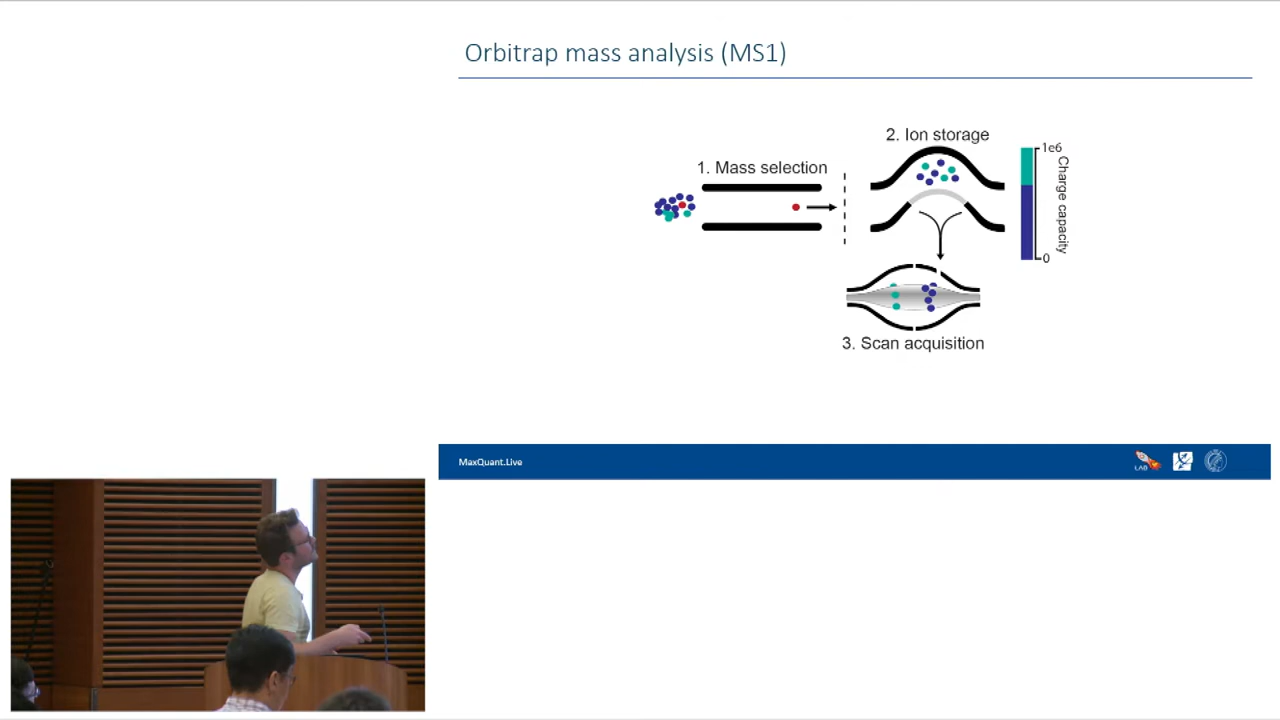 Orbitrap mass analysis (MS1)
2. Ion storage
1. Mass selection
1e6
Charge capacity
0
3. Scan acquisition
MaxQuant.Live
LAB